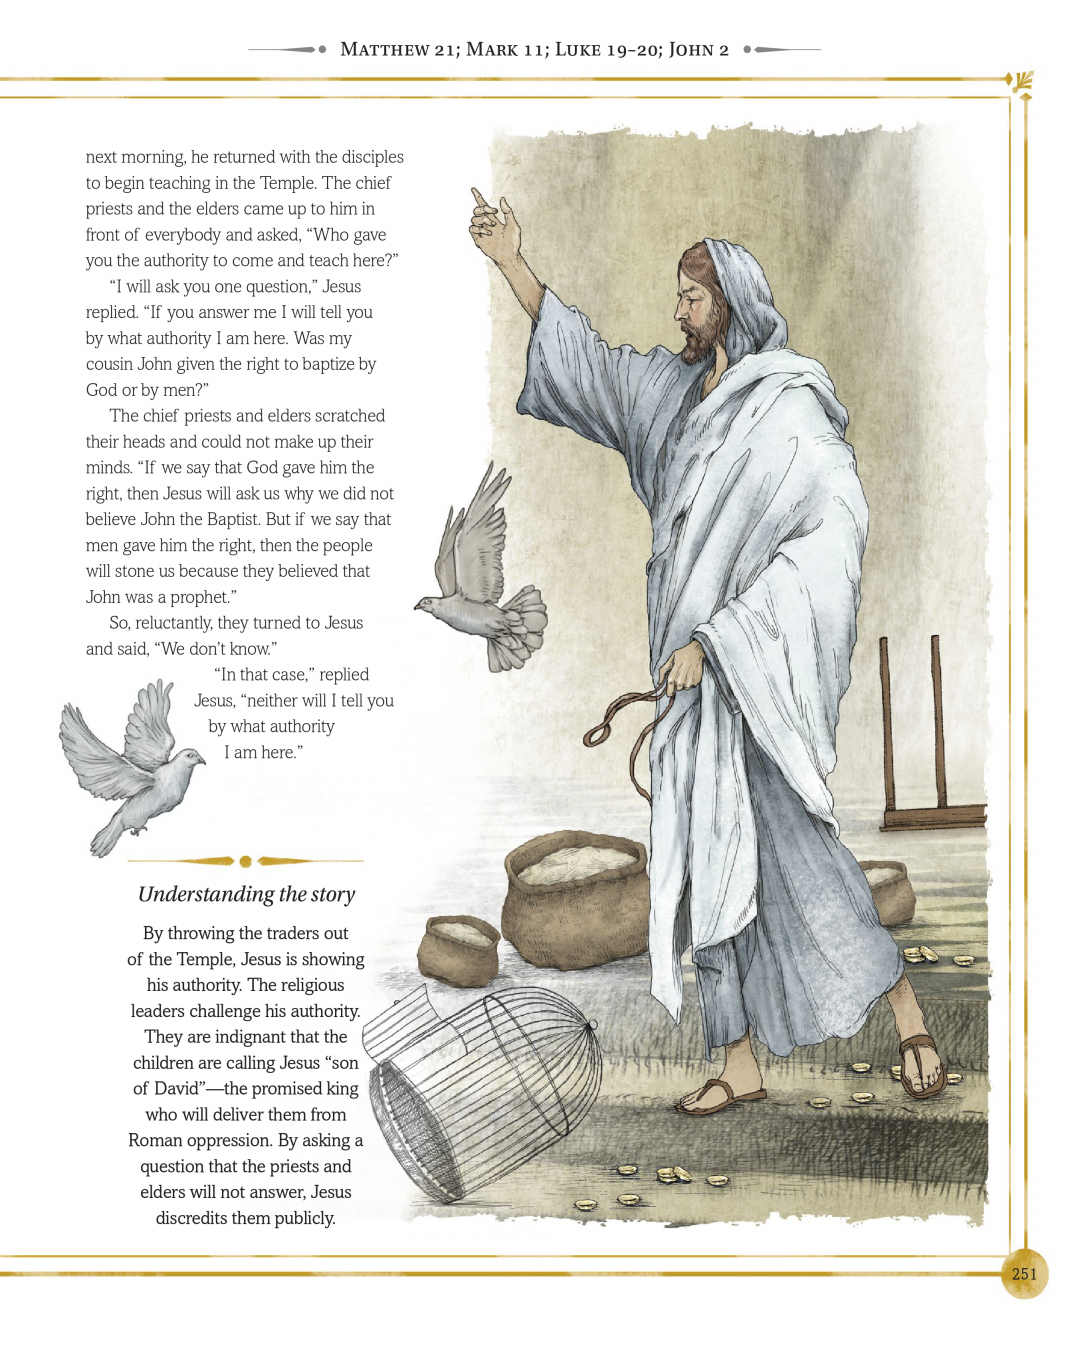 Matthew 21; Mark 11; Luke 19–20; John 2
next morning, he returned with the disciples
to begin teaching in the Temple. The chief
priests and the elders came up to him in
front of everybody and asked, “Who gave
you the authority to come and teach here?”
“I will ask you one question,” Jesus
replied. “If you answer me I will tell you
by what authority I am here. Was my
cousin John given the right to baptize by
God or by men?”
The chief priests and elders scratched
their heads and could not make up their
minds. “If we say that God gave him the
right, then Jesus will ask us why we did not
believe John the Baptist. But if we say that
men gave him the right, then the people
will stone us because they believed that
John was a prophet.”
So, reluctantly, they turned to Jesus
and said, “We don’t know.”
“In that case,” replied
Jesus, “neither will I tell you
by what authority
I am here.”
Understanding the story
By throwing the traders out
of the Temple, Jesus is showing
his authority. The religious
leaders challenge his authority.
They are indignant that the
children are calling Jesus “son
of David”—the promised king
who will deliver them from
Roman oppression. By asking a
question that the priests and
elders will not answer, Jesus
discredits them publicly.
251